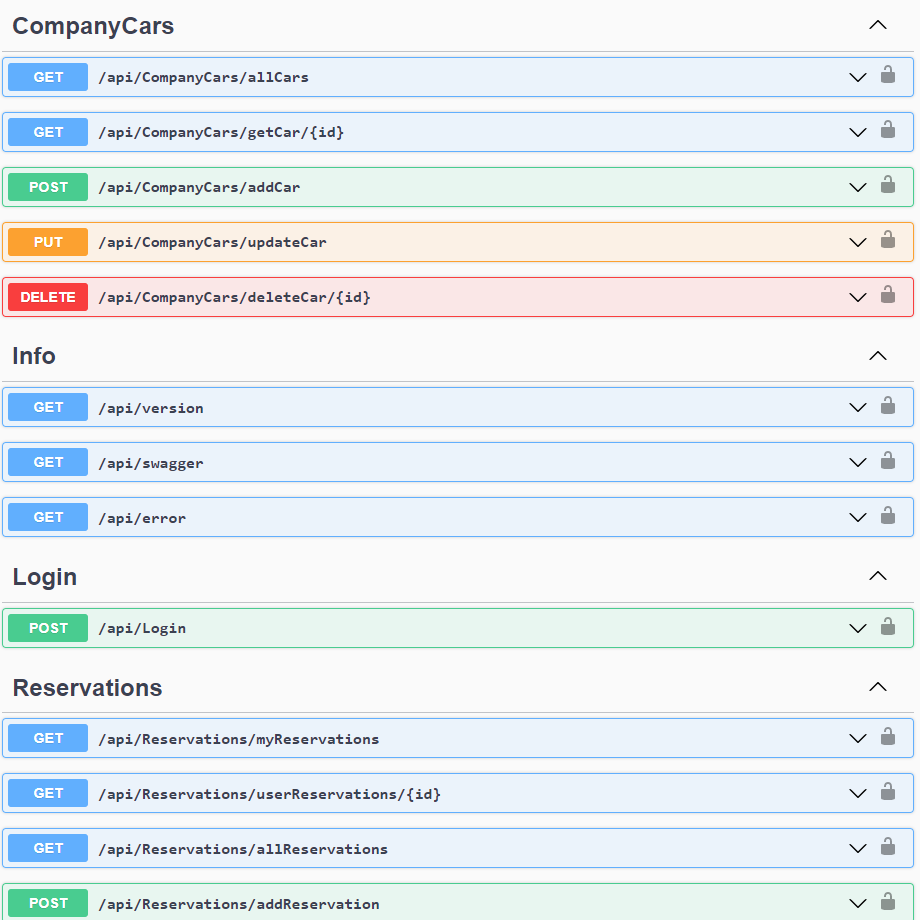 CompanyCars
GET /api/CompanyCars/allCars
GET /api/CompanyCars/getCar/{id}
POST /api/CompanyCars/addCar
PUT /api/CompanyCars/updateCar
DELETE /api/CompanyCars/deleteCar/{id}
Info
GET /api/version
GET /api/swagger
GET /api/error
Login
POST /api/Login
Reservations
GET /api/Reservations/myReservations
GET /api/Reservations/userReservations/{id}
GET /api/Reservations/allReservations
POST /api/Reservations/addReservation